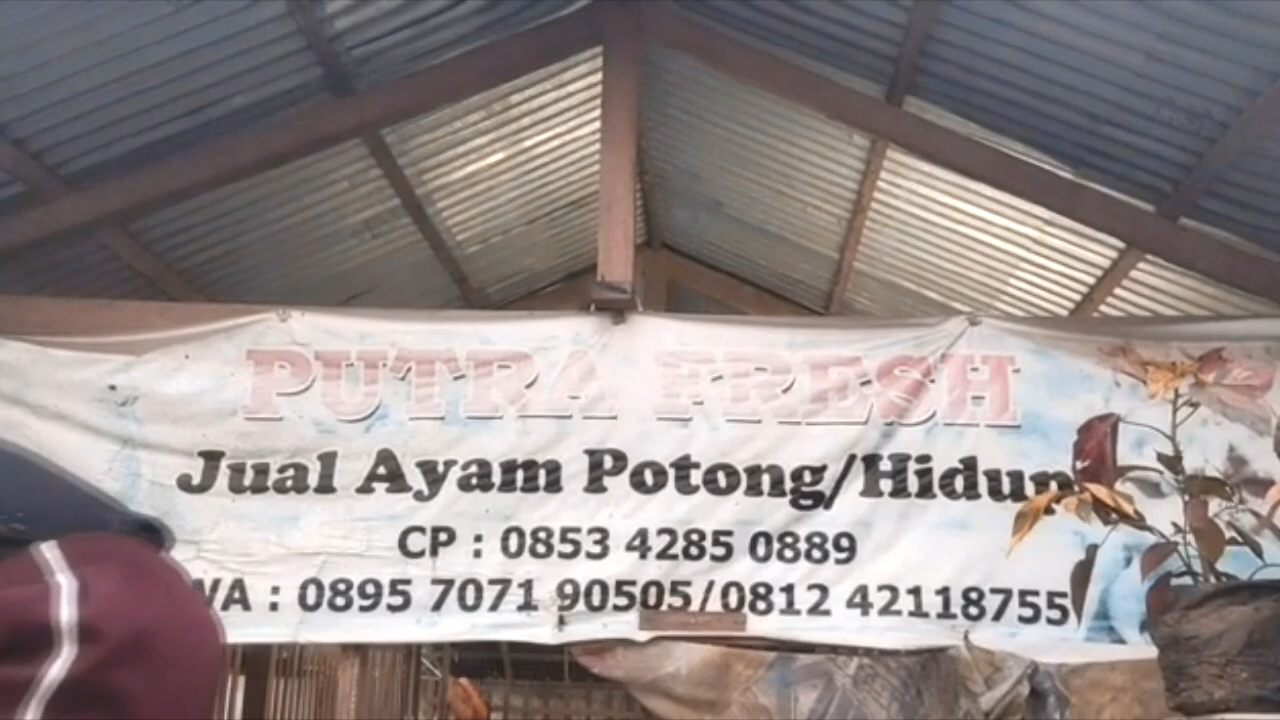 PUTRA FRESH
Jual Ayam Potong/Hidup
CP : 0853 4285 0889
WA : 0895 7071 90505/0812 42118755